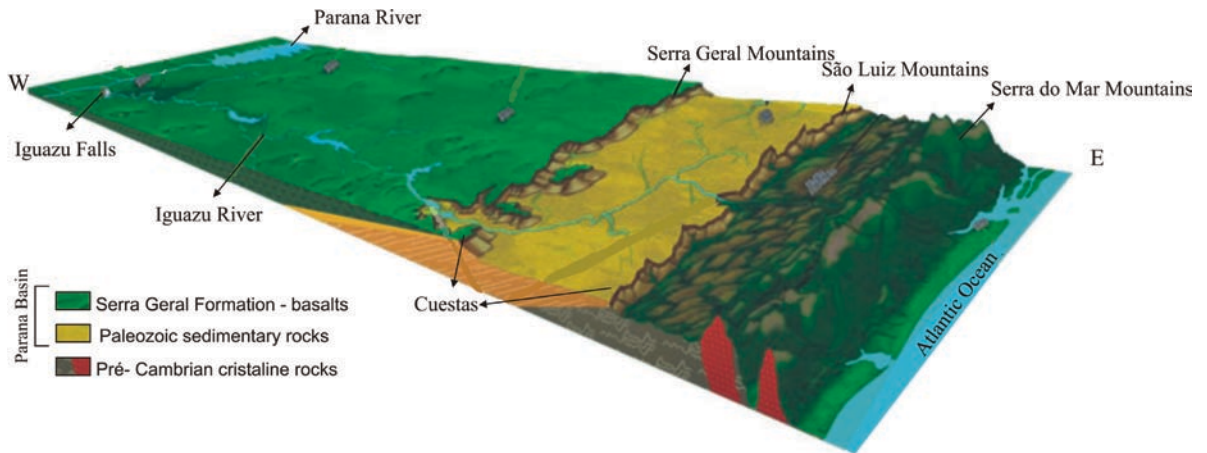 Parana River
Serra Geral Mountains
São Luiz Mountains
Serra do Mar Mountains
W
E
Iguazu Falls
Iguazu River
Cuestas
Atlantic Ocean
Parana Basin
Serra Geral Formation - basalts
Paleozoic sedimentary rocks
Pré- Cambrian cristaline rocks